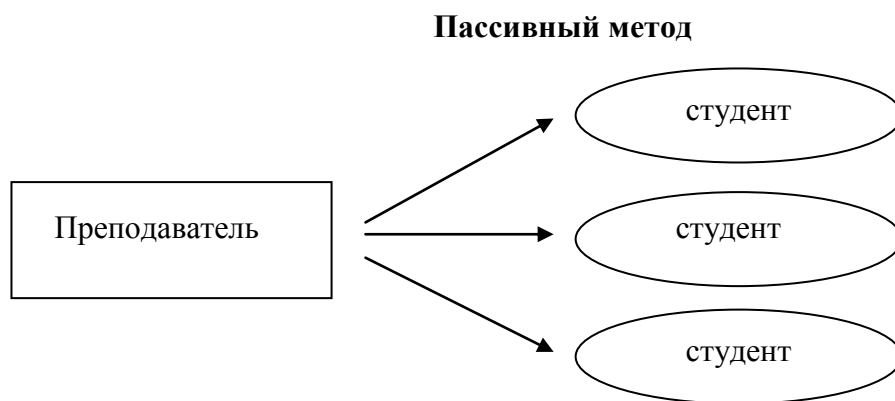 Пассивный метод
студент
Преподаватель
студент
студент